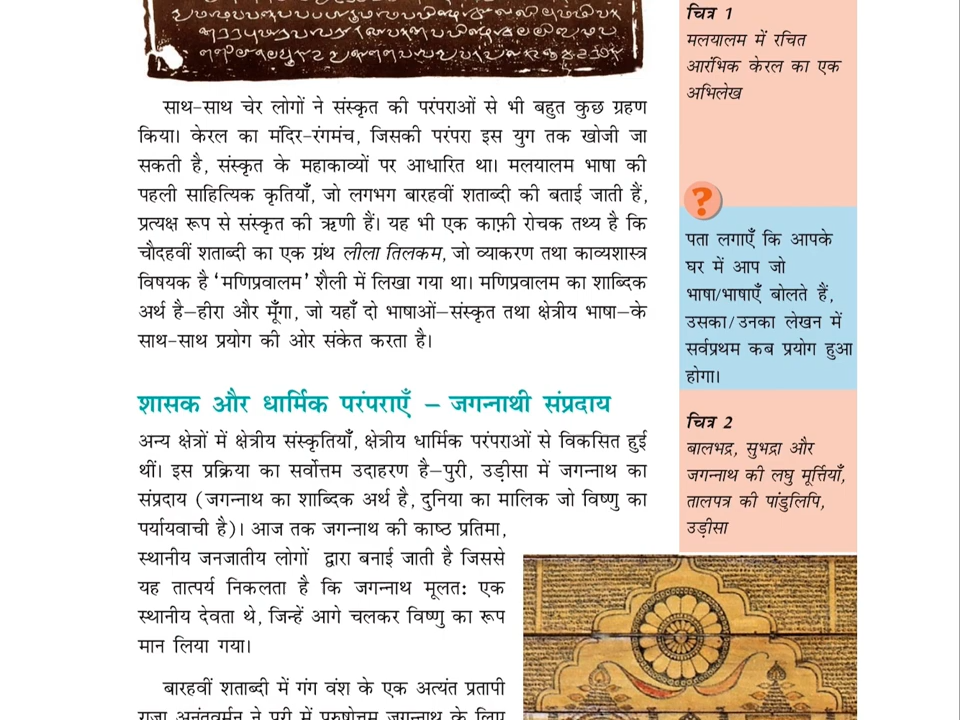 चित्र 1
मलयालम में रचित
आरंभिक केरल का एक
अभिलेख
साथ-साथ चेर लोगों ने संस्कृत की परंपराओं से भी बहुत कुछ ग्रहण
किया। केरल का मंदिर-रंगमंच, जिसकी परंपरा इस युग तक खोजी जा
सकती है, संस्कृत के महाकाव्यों पर आधारित था। मलयालम भाषा की
पहली साहित्यिक कृतियाँ, जो लगभग बारहवीं शताब्दी की बताई जाती हैं,
प्रत्यक्ष रूप से संस्कृत की ऋणी हैं। यह भी एक काफ़ी रोचक तथ्य है कि
चौदहवीं शताब्दी का एक ग्रंथ लीला तिलकम, जो व्याकरण तथा काव्यशास्त्र
विषयक है ‘मणिप्रवालम’ शैली में लिखा गया था। मणिप्रवालम का शाब्दिक
अर्थ है—हीरा और मूँगा, जो यहाँ दो भाषाओं—संस्कृत तथा क्षेत्रीय भाषा—के
साथ-साथ प्रयोग की ओर संकेत करता है।
?
पता लगाएँ कि आपके
घर में आप जो
भाषा/भाषाएँ बोलते हैं,
उसका/उनका लेखन में
सर्वप्रथम कब प्रयोग हुआ
होगा।
शासक और धार्मिक परंपराएँ – जगन्नाथी संप्रदाय
अन्य क्षेत्रों में क्षेत्रीय संस्कृतियाँ, क्षेत्रीय धार्मिक परंपराओं से विकसित हुई
थीं। इस प्रक्रिया का सर्वोत्तम उदाहरण है—पुरी, उड़ीसा में जगन्नाथ का
संप्रदाय (जगन्नाथ का शाब्दिक अर्थ है, दुनिया का मालिक जो विष्णु का
पर्यायवाची है)। आज तक जगन्नाथ की काष्ठ प्रतिमा,
स्थानीय जनजातीय लोगों द्वारा बनाई जाती है जिससे
यह तात्पर्य निकलता है कि जगन्नाथ मूलत: एक
स्थानीय देवता थे, जिन्हें आगे चलकर विष्णु का रूप
मान लिया गया।
चित्र 2
बालभद्र, सुभद्रा और
जगन्नाथ की लघु मूर्त्तियाँ,
तालपत्र की पांडुलिपि,
उड़ीसा
बारहवीं शताब्दी में गंग वंश के एक अत्यंत प्रतापी
राजा अनंतवर्मन ने पुरी में पुरुषोत्तम जगन्नाथ के लिए